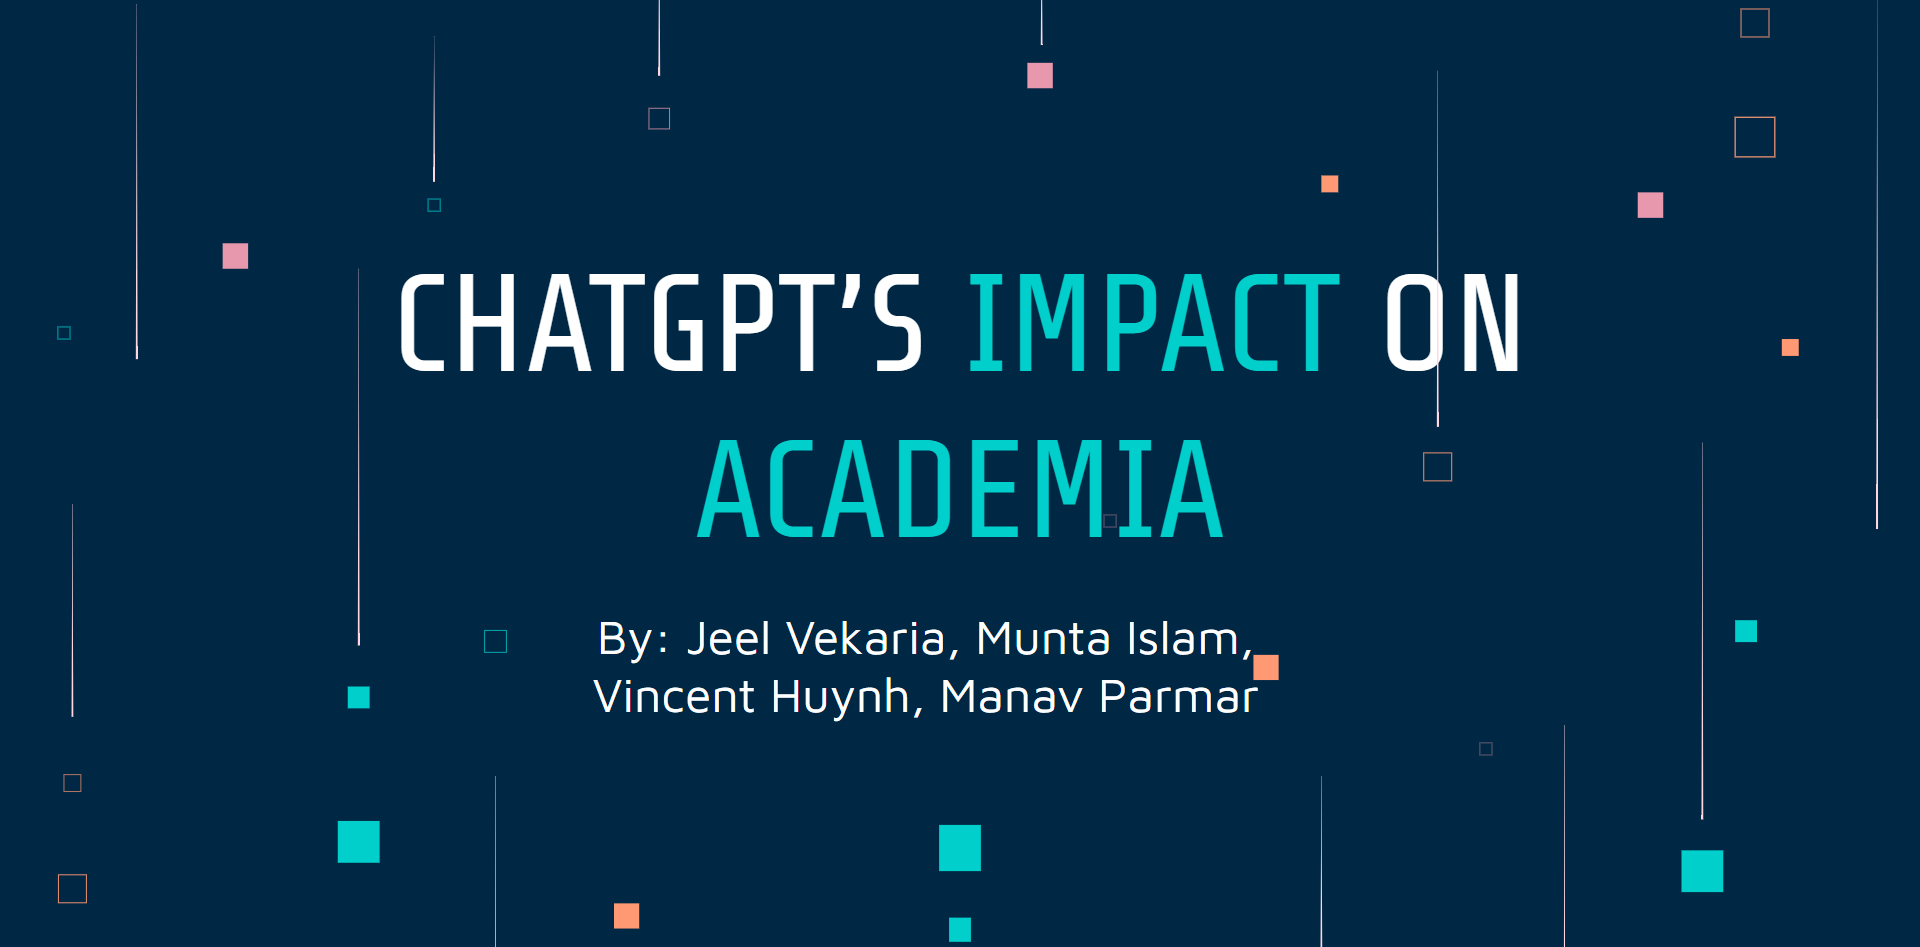 CHATGPT’S IMPACT ON
ACADEMIA
By: Jeel Vekaria, Munta Islam,
Vincent Huynh, Manav Parmar